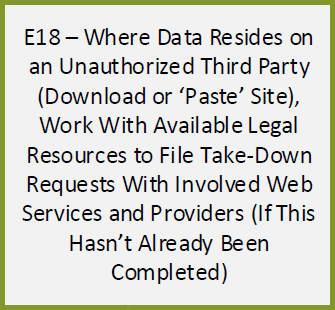 E18 – Where Data Resides on
an Unauthorized Third Party
(Download or ‘Paste’ Site),
Work With Available Legal
Resources to File Take-Down
Requests With Involved Web
Services and Providers (If This
Hasn’t Already Been
Completed)